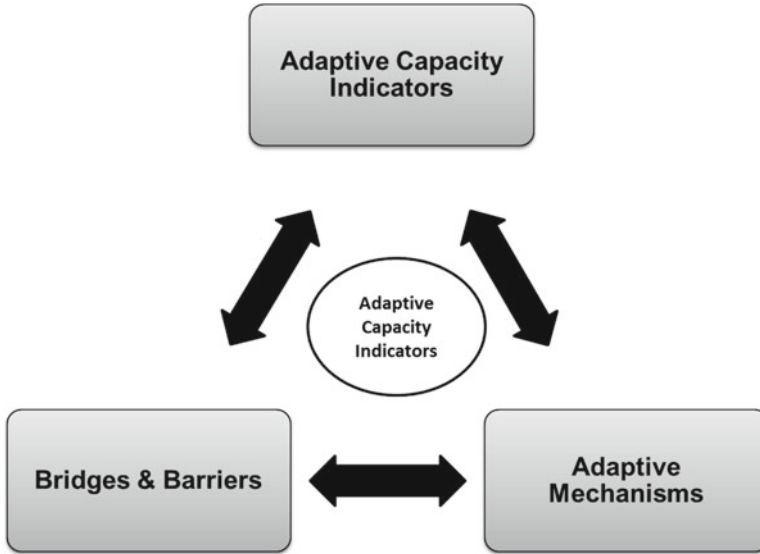 Adaptive Capacity
Indicators
Adaptive
Capacity
Indicators
Bridges & Barriers
Adaptive
Mechanisms